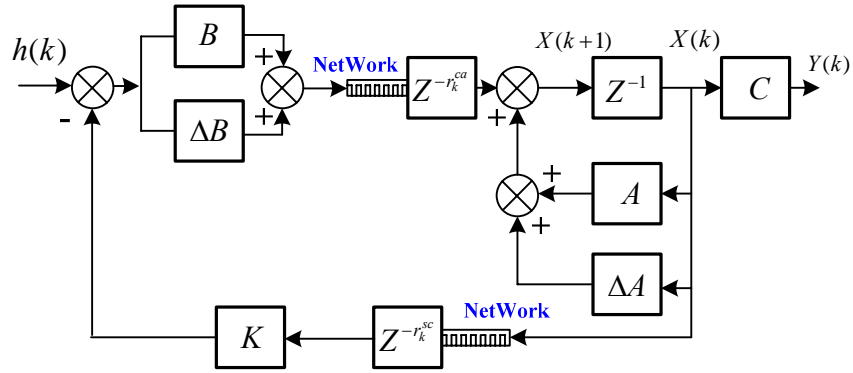 h(k)
-
B
ΔB
+
+
NetWork
Z^{-r_k^{ca}}
+
X(k+1)
Z^{-1}
X(k)
C
Y(k)
+
A
+
ΔA
K
Z^{-r_k^{sc}}
NetWork